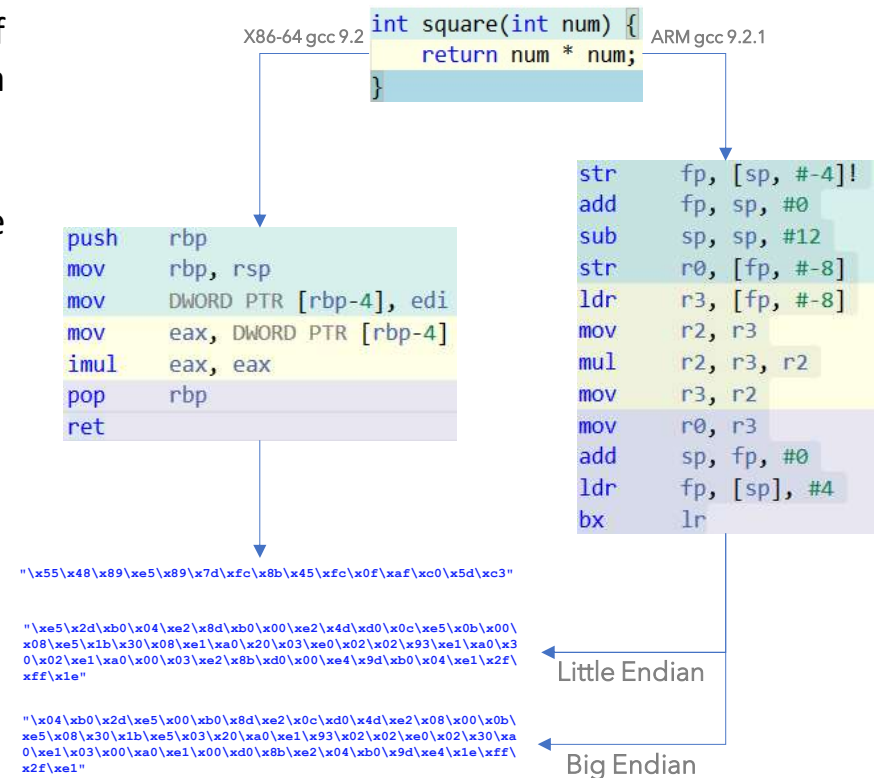 f
X86-64 gcc 9.2
int square(int num) {
ARM gcc 9.2.1
return num * num;
}
e
push rbp
mov rbp, rsp
mov DWORD PTR [rbp-4], edi
mov eax, DWORD PTR [rbp-4]
imul eax, eax
pop rbp
ret
str fp, [sp, #-4]!
add fp, sp, #0
sub sp, sp, #12
str r0, [fp, #-8]
ldr r3, [fp, #-8]
mov r2, r3
mul r2, r3, r2
mov r3, r2
mov r0, r3
add sp, fp, #0
ldr fp, [sp], #4
bx lr
"\x55\x48\x89\xe5\x89\x7d\xfc\x8b\x45\xfc\x0f\xaf\xc0\x5d\xc3"
"\xe5\x2d\xb0\x04\xe2\x8d\xb0\x00\xe2\x4d\xd0\x0c\xe5\x0b\x00\
x08\xe5\x1b\x30\x08\xe1\xa0\x20\x03\xe0\x02\x02\x93\xe1\xa0\x3
0\x02\xe1\xa0\x00\x03\xe2\x8b\xd0\x00\xe4\x9d\xb0\x04\xe1\x2f\
xff\x1e"
Little Endian
"\x04\xb0\x2d\xe5\x00\xb0\x8d\xe2\x0c\xd0\x4d\xe2\x08\x00\x0b\
xe5\x08\x30\x1b\xe5\x03\x20\xa0\xe1\x93\x02\x02\xe0\x02\x30\xa
0\xe1\x03\x00\xa0\xe1\x00\xd0\x8b\xe2\x04\xb0\x9d\xe4\x1e\xff\
x2f\xe1"
Big Endian